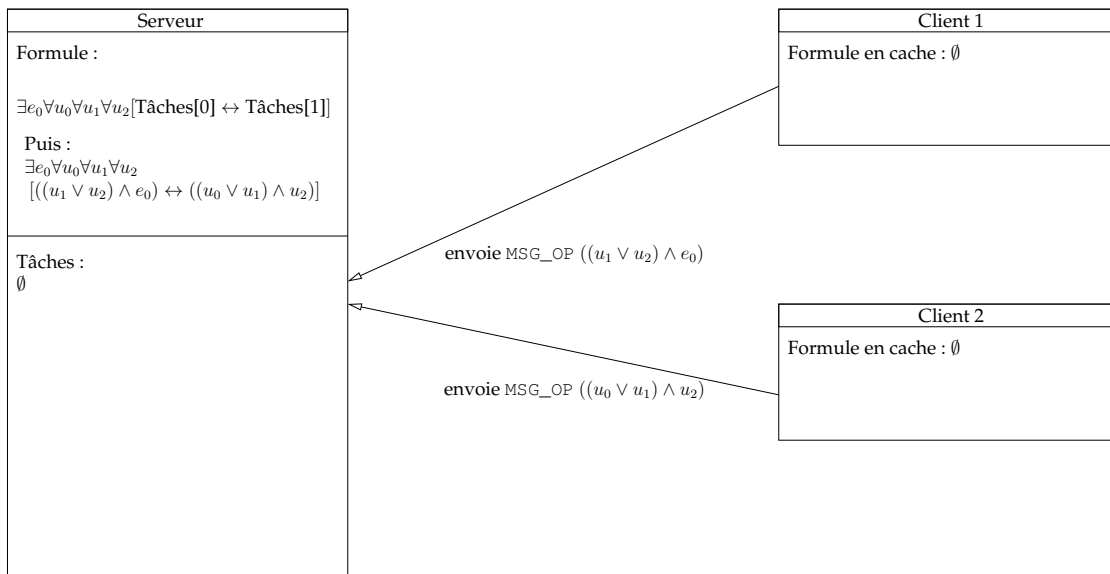 Serveur
Formule :
∃e₀∀u₀∀u₁∀u₂[Tâches[0] ↔ Tâches[1]]
Puis :
∃e₀∀u₀∀u₁∀u₂
[((u₁ ∨ u₂) ∧ e₀) ↔ ((u₀ ∨ u₁) ∧ u₂)]
Tâches :
∅
Client 1
Formule en cache : ∅
envoie MSG_OP ((u₁ ∨ u₂) ∧ e₀)
Client 2
Formule en cache : ∅
envoie MSG_OP ((u₀ ∨ u₁) ∧ u₂)